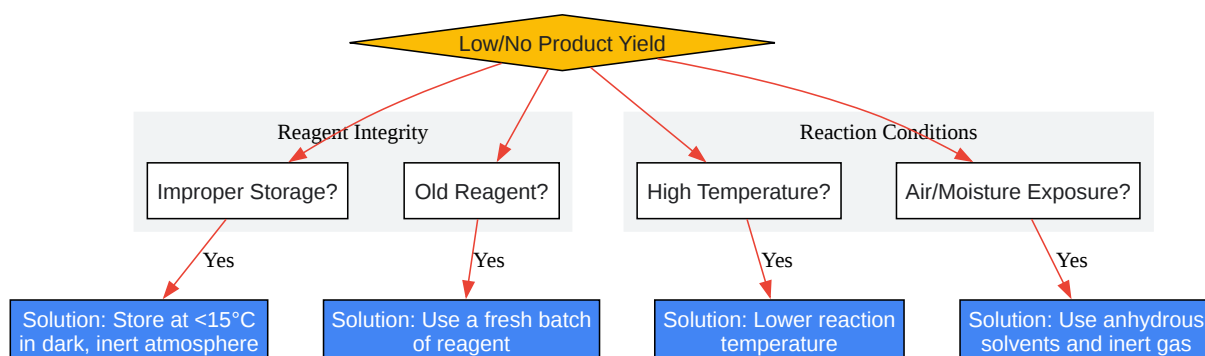 Low/No Product Yield
Reagent Integrity
Reaction Conditions
Improper Storage?
Old Reagent?
High Temperature?
Air/Moisture Exposure?
Yes
Yes
Yes
Yes
Solution: Store at <15°C
in dark, inert atmosphere
Solution: Use a fresh batch
of reagent
Solution: Lower reaction
temperature
Solution: Use anhydrous
solvents and inert gas